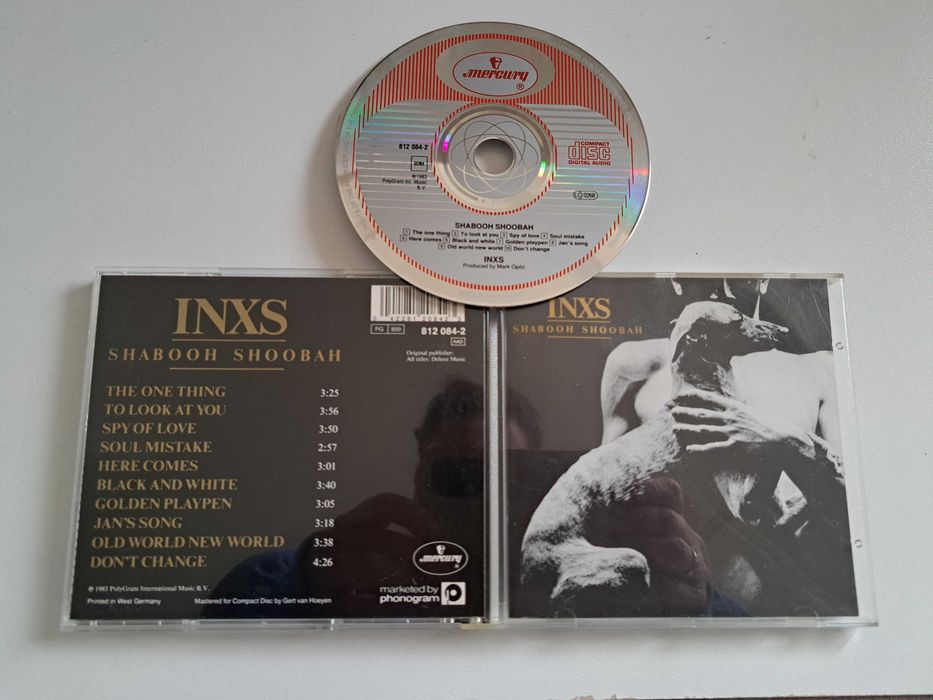 mercury
®
812 084-2
GEMA
℗ 1983
PolyGram Int. Music
B.V.
COMPACT
disc
DIGITAL AUDIO
LC 0268
SHABOOH SHOOBAH
1 The one thing 2 To look at you 3 Spy of love 4 Soul mistake
5 Here comes 6 Black and white 7 Golden playpen 8 Jan's song
9 Old world new world 10 Don't change
INXS
Produced by Mark Opitz
INXS
SHABOOH SHOOBAH
PG 899
812 084-2
AAD
Original publisher:
All titles: Deluxe Music
THE ONE THING 3:25
TO LOOK AT YOU 3:56
SPY OF LOVE 3:50
SOUL MISTAKE 2:57
HERE COMES 3:01
BLACK AND WHITE 3:40
GOLDEN PLAYPEN 3:05
JAN'S SONG 3:18
OLD WORLD NEW WORLD 3:38
DON'T CHANGE 4:26
mercury
®
℗ 1983 PolyGram International Music B.V.
Printed in West Germany Mastered for Compact Disc by Gert van Hoeyen
marketed by
phonogram
INXS
SHABOOH SHOOBAH